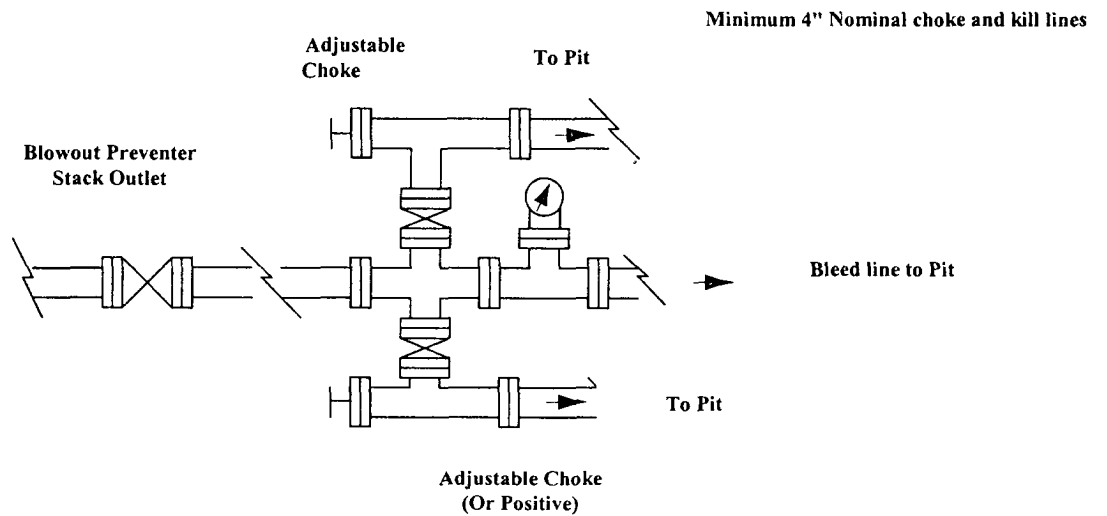 Minimum 4" Nominal choke and kill lines
Adjustable
Choke
To Pit
Blowout Preventer
Stack Outlet
Bleed line to Pit
To Pit
Adjustable Choke
(Or Positive)